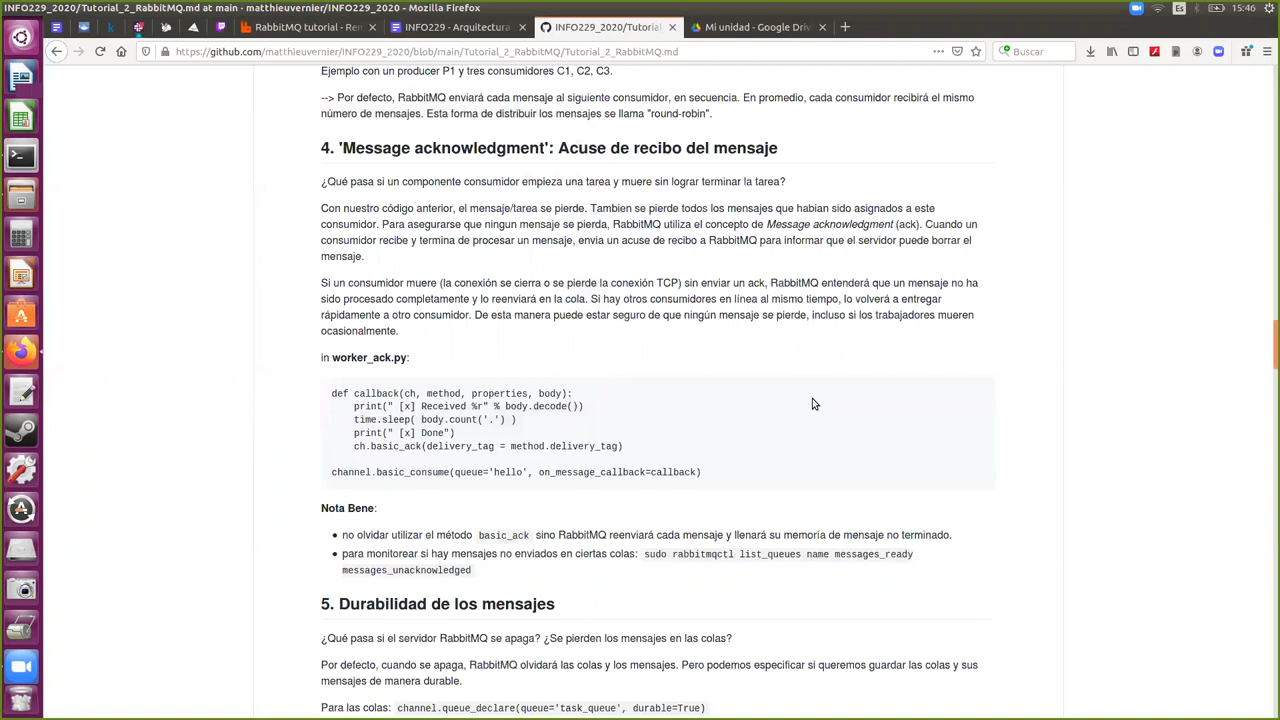 Tutorial_2_RabbitMQ.md at main · matthieuvernier/INFO229_2020 - Mozilla Firefox
Es
15:46
RabbitMQ tutorial - Rem
INFO229 - Arquitectura
INFO229_2020/Tutorial_
Mi unidad - Google Driv
https://github.com/matthieuvernier/INFO229_2020/blob/main/Tutorial_2_RabbitMQ/Tutorial_2_RabbitMQ.md
Buscar
Ejemplo con un producer P1 y tres consumidores C1, C2, C3.
--> Por defecto, RabbitMQ enviará cada mensaje al siguiente consumidor, en secuencia. En promedio, cada consumidor recibirá el mismo
número de mensajes. Esta forma de distribuir los mensajes se llama "round-robin".
4. 'Message acknowledgment': Acuse de recibo del mensaje
¿Qué pasa si un componente consumidor empieza una tarea y muere sin lograr terminar la tarea?
Con nuestro código anterior, el mensaje/tarea se pierde. Tambien se pierde todos los mensajes que habian sido asignados a este
consumidor. Para asegurarse que ningun mensaje se pierda, RabbitMQ utiliza el concepto de Message acknowledgment (ack). Cuando un
consumidor recibe y termina de procesar un mensaje, envia un acuse de recibo a RabbitMQ para informar que el servidor puede borrar el
mensaje.
Si un consumidor muere (la conexión se cierra o se pierde la conexión TCP) sin enviar un ack, RabbitMQ entenderá que un mensaje no ha
sido procesado completamente y lo reenviará en la cola. Si hay otros consumidores en línea al mismo tiempo, lo volverá a entregar
rápidamente a otro consumidor. De esta manera puede estar seguro de que ningún mensaje se pierde, incluso si los trabajadores mueren
ocasionalmente.
in worker_ack.py:
def callback(ch, method, properties, body):
print(" [x] Received %r" % body.decode())
time.sleep( body.count('.') )
print(" [x] Done")
ch.basic_ack(delivery_tag = method.delivery_tag)
channel.basic_consume(queue='hello', on_message_callback=callback)
Nota Bene:
no olvidar utilizar el método basic_ack sino RabbitMQ reenviará cada mensaje y llenará su memoría de mensaje no terminado.
para monitorear si hay mensajes no enviados en ciertas colas: sudo rabbitmqctl list_queues name messages_ready
messages_unacknowledged
5. Durabilidad de los mensajes
¿Qué pasa si el servidor RabbitMQ se apaga? ¿Se pierden los mensajes en las colas?
Por defecto, cuando se apaga, RabbitMQ olvidará las colas y los mensajes. Pero podemos especificar si queremos guardar las colas y sus
mensajes de manera durable.
Para las colas: channel.queue_declare(queue='task_queue', durable=True)